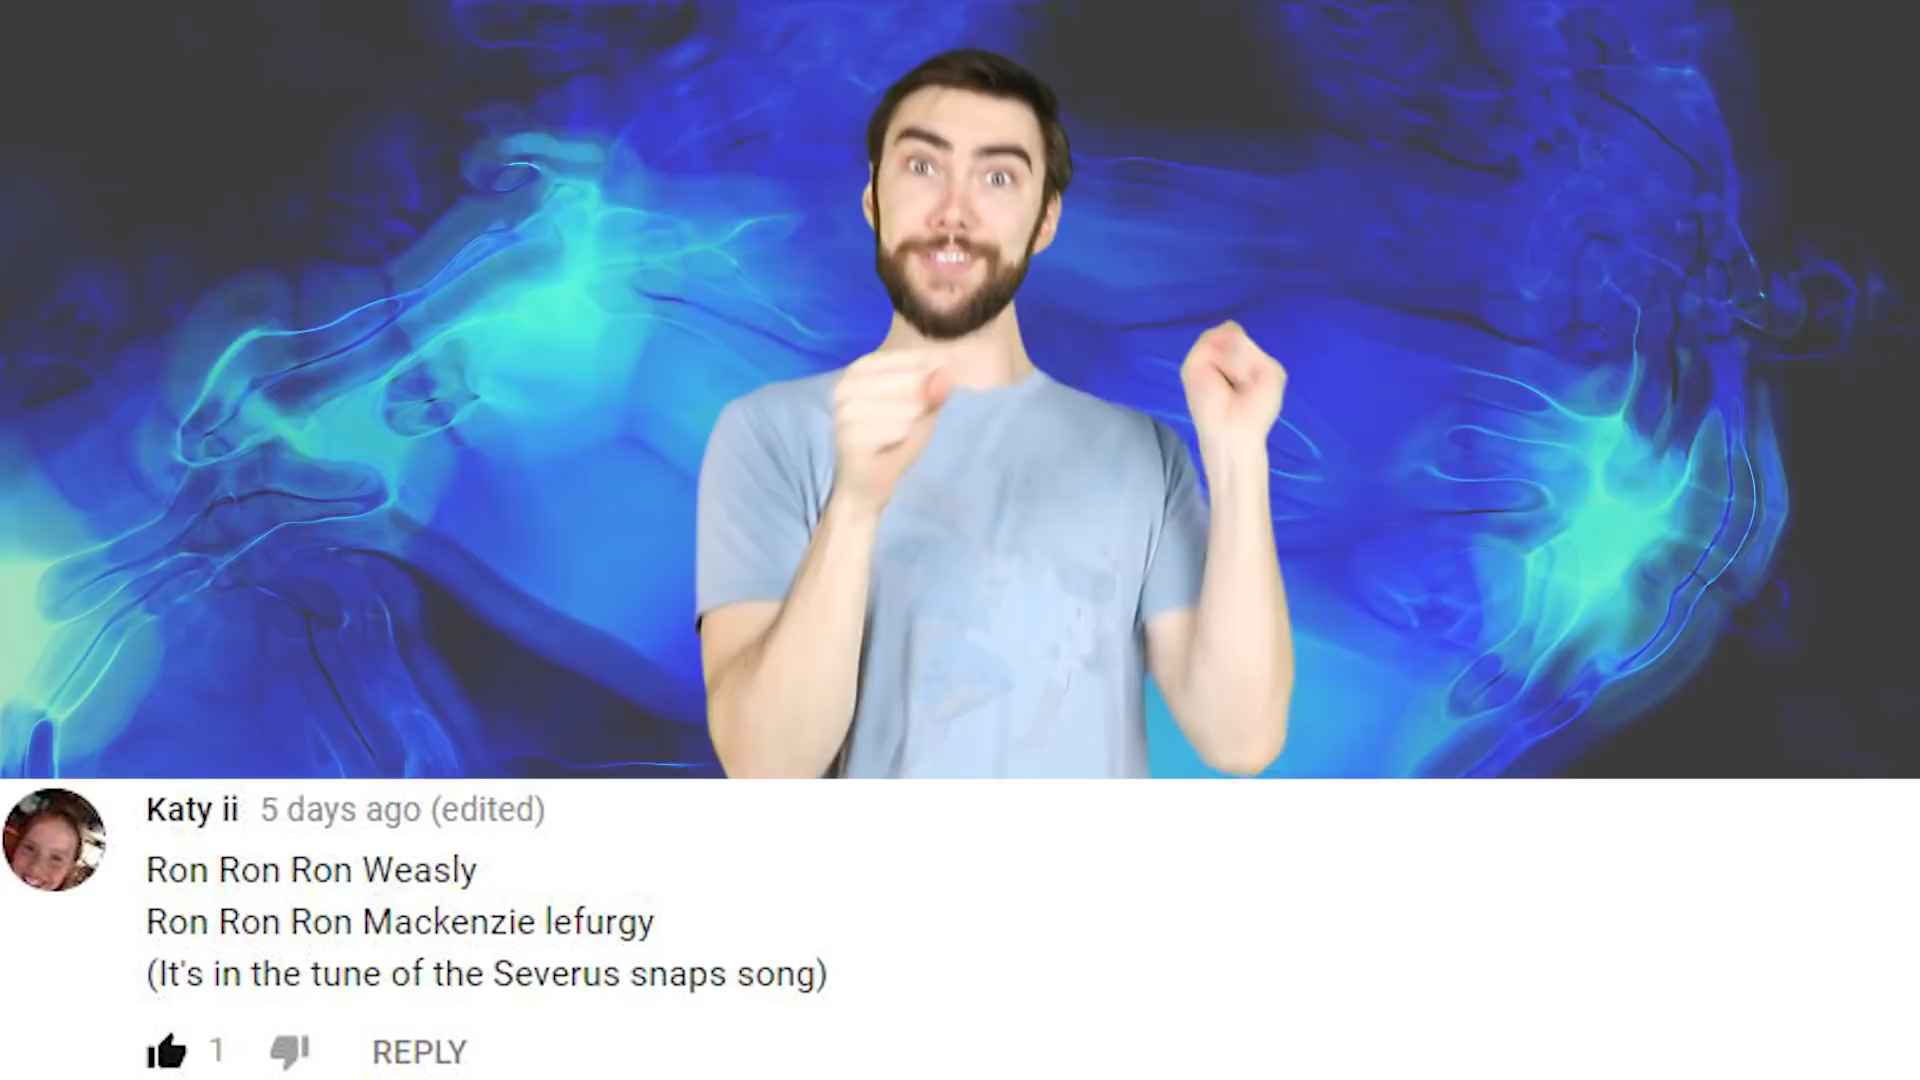 Katy ii 5 days ago (edited)
Ron Ron Ron Weasly
Ron Ron Ron Mackenzie lefurgy
(It's in the tune of the Severus snaps song)
1 REPLY